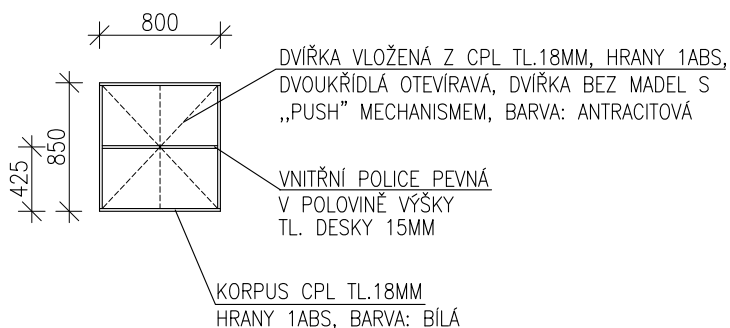 800
DVÍŘKA VLOŽENÁ Z CPL TL.18MM, HRANY 1ABS,
DVOUKŘÍDLÁ OTEVÍRAVÁ, DVÍŘKA BEZ MADEL S
,,PUSH" MECHANISMEM, BARVA: ANTRACITOVÁ
850
425
VNITŘNÍ POLICE PEVNÁ
V POLOVINĚ VÝŠKY
TL. DESKY 15MM
KORPUS CPL TL.18MM
HRANY 1ABS, BARVA: BÍLÁ